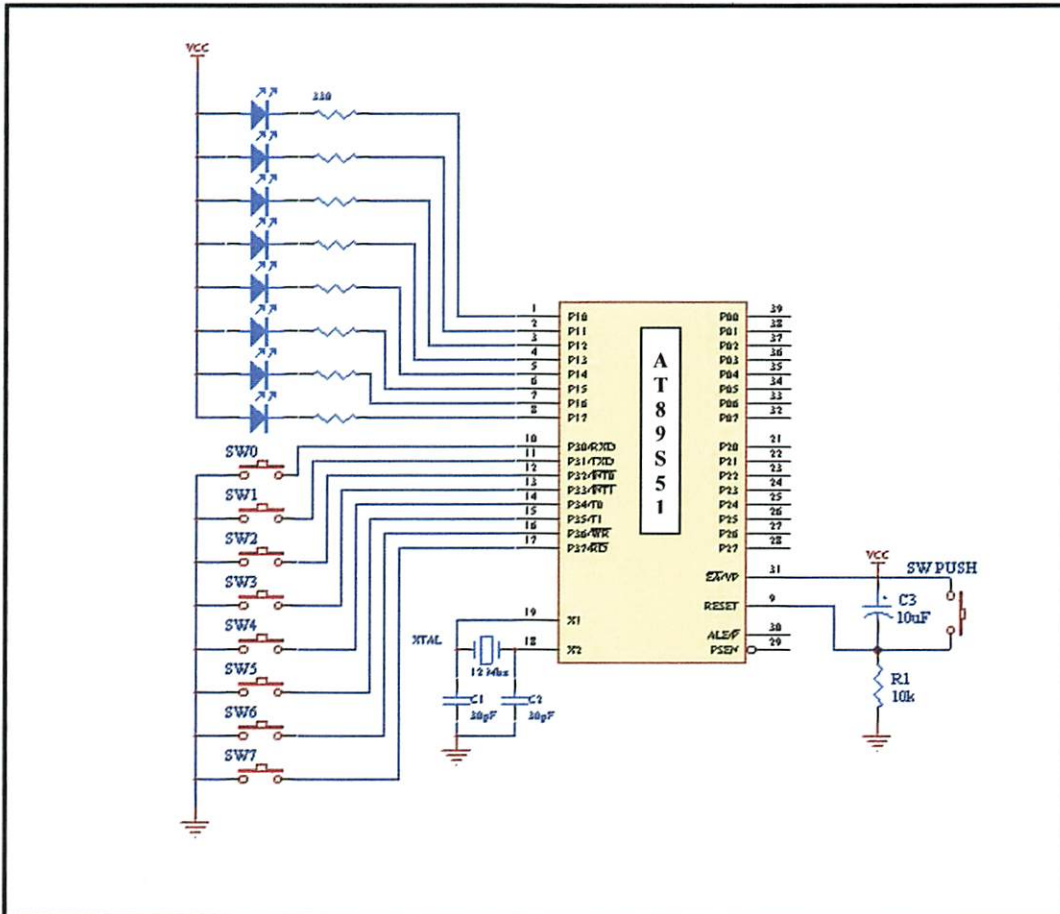 VCC
330
1
2
3
4
5
6
7
8
P10
P11
P12
P13
P14
P15
P16
P17
10
11
12
13
14
15
16
17
P30/RXD
P31/TXD
P32/INT0
P33/INT1
P34/T0
P35/T1
P36/WR
P37/RD
19
18
X1
X2
AT89S51
P00
P01
P02
P03
P04
P05
P06
P07
39
38
37
36
35
34
33
32
P20
P21
P22
P23
P24
P25
P26
P27
21
22
23
24
25
26
27
28
EA/VP
31
RESET
9
ALE/P
30
PSEN
29
SW0
SW1
SW2
SW3
SW4
SW5
SW6
SW7
XTAL
12 Mhz
C1
30pF
C2
30pF
VCC
SW PUSH
C3
10uF
R1
10k